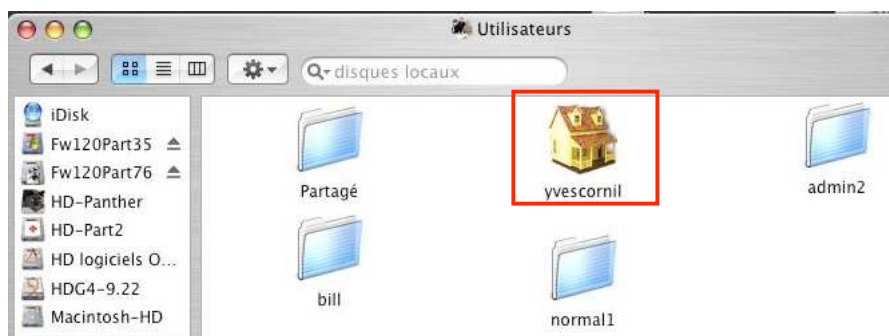 Utilisateurs
disques locaux
iDisk
Fw120Part35
Fw120Part76
HD-Panther
HD-Part2
HD logiciels O...
HDG4-9.22
Macintosh-HD
Partagé
yvescornil
admin2
bill
normal1